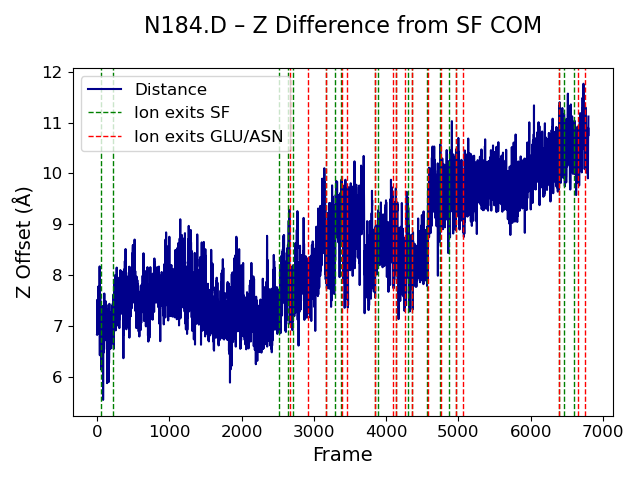 N184.D – Z Difference from SF COM
12
11
10
9
8
7
6
Z Offset (Å)
Distance
Ion exits SF
Ion exits GLU/ASN
0 1000 2000 3000 4000 5000 6000 7000
Frame